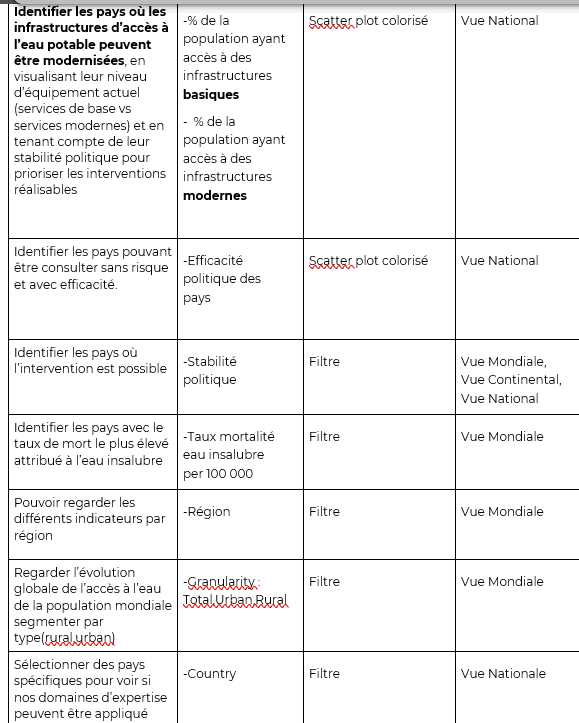 Identifier les pays où les
infrastructures d’accès à
l’eau potable peuvent
être modernisées, en
visualisant leur niveau
d’équipement actuel
(services de base vs
services modernes) et en
tenant compte de leur
stabilité politique pour
prioriser les interventions
réalisables
-% de la
population ayant
accès à des
infrastructures
basiques
- % de la
population ayant
accès à des
infrastructures
modernes
Scatter plot colorisé
Vue National
Identifier les pays pouvant
être consulter sans risque
et avec efficacité.
-Efficacité
politique des
pays
Scatter plot colorisé
Vue National
Identifier les pays où
l’intervention est possible
-Stabilité
politique
Filtre
Vue Mondiale,
Vue Continental,
Vue National
Identifier les pays avec le
taux de mort le plus élevé
attribué à l’eau insalubre
-Taux mortalité
eau insalubre
per 100 000
Filtre
Vue Mondiale
Pouvoir regarder les
différents indicateurs par
région
-Région
Filtre
Vue Mondiale
Regarder l’évolution
globale de l’accès à l’eau
de la population mondiale
segmenter par
type(rural,urban)
-Granularity :
Total,Urban,Rural
Filtre
Vue Mondiale
Sélectionner des pays
spécifiques pour voir si
nos domaines d’expertise
peuvent être appliqué
-Country
Filtre
Vue Nationale